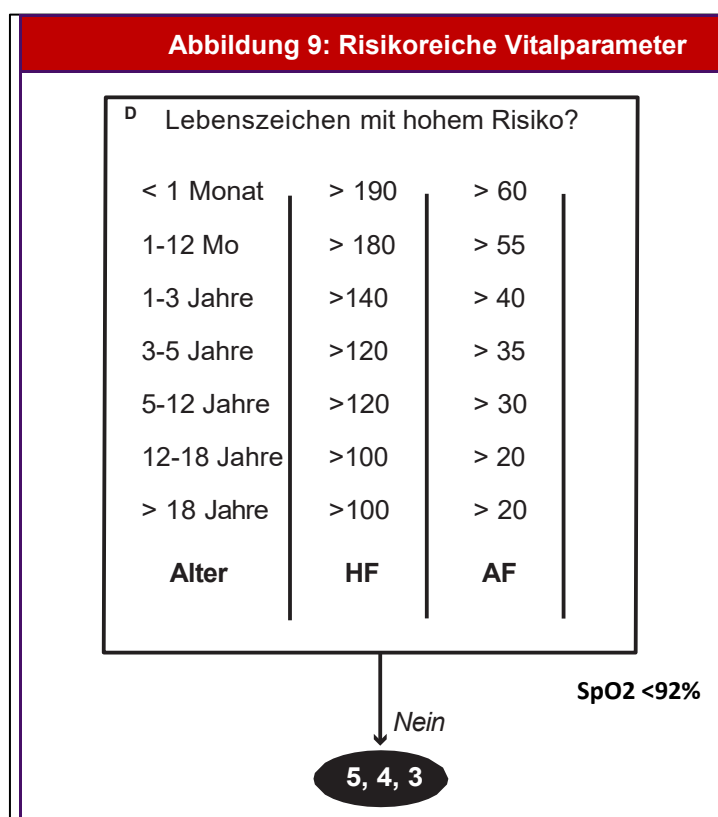 Abbildung 9: Risikoreiche Vitalparameter
D Lebenszeichen mit hohem Risiko?
< 1 Monat > 190 > 60
1-12 Mo > 180 > 55
1-3 Jahre >140 > 40
3-5 Jahre >120 > 35
5-12 Jahre >120 > 30
12-18 Jahre >100 > 20
> 18 Jahre >100 > 20
Alter HF AF
SpO2 <92%
Nein
5, 4, 3